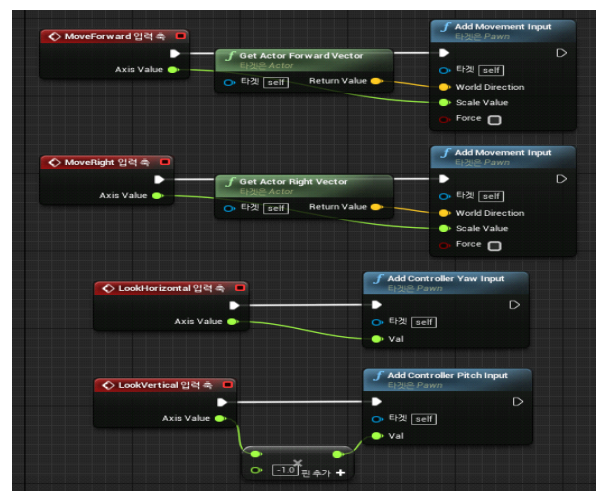 MoveForward 입력 축
Axis Value
Get Actor Forward Vector
타겟은 Actor
타겟 self
Return Value
Add Movement Input
타겟은 Pawn
타겟 self
World Direction
Scale Value
Force
MoveRight 입력 축
Axis Value
Get Actor Right Vector
타겟은 Actor
타겟 self
Return Value
Add Movement Input
타겟은 Pawn
타겟 self
World Direction
Scale Value
Force
LookHorizontal 입력 축
Axis Value
Add Controller Yaw Input
타겟은 Pawn
타겟 self
Val
LookVertical 입력 축
Axis Value
-1.0
핀 추가 +
Add Controller Pitch Input
타겟은 Pawn
타겟 self
Val